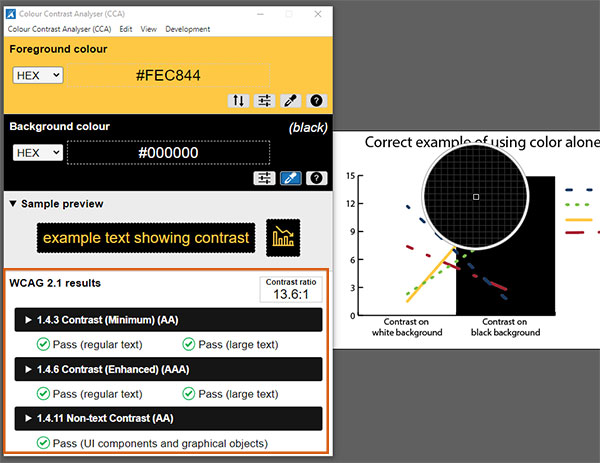 Colour Contrast Analyser (CCA)
Colour Contrast Analyser (CCA) Edit View Development
Foreground colour
HEX #FEC844
Background colour (black)
HEX #000000
▼ Sample preview
example text showing contrast
WCAG 2.1 results
Contrast ratio
13.6:1
► 1.4.3 Contrast (Minimum) (AA)
Pass (regular text) Pass (large text)
► 1.4.6 Contrast (Enhanced) (AAA)
Pass (regular text) Pass (large text)
► 1.4.11 Non-text Contrast (AA)
Pass (UI components and graphical objects)
Correct example of using color alone
15
12
9
6
3
0
Contrast on
white background
Contrast on
black background